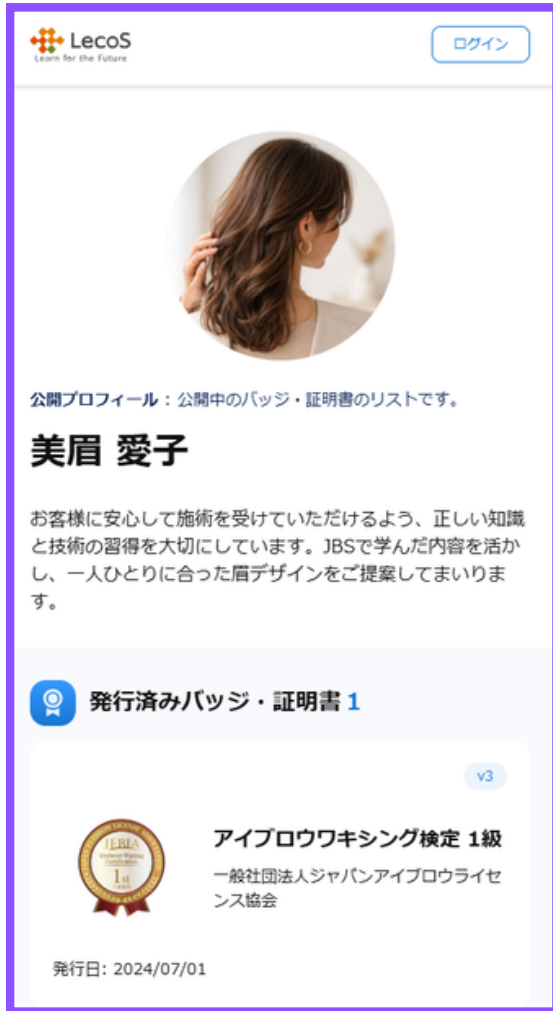 LecoS
Learn for the Future
ログイン
公開プロフィール：公開中のバッジ・証明書のリストです。
美眉 愛子
お客様に安心して施術を受けていただけるよう、正しい知識
と技術の習得を大切にしています。JBSで学んだ内容を活か
し、一人ひとりに合った眉デザインをご提案してまいりま
す。
発行済みバッジ・証明書 1
v3
JEBLA
1st
アイブロウワキシング検定 1級
一般社団法人ジャパンアイブロウライセ
ンス協会
発行日: 2024/07/01